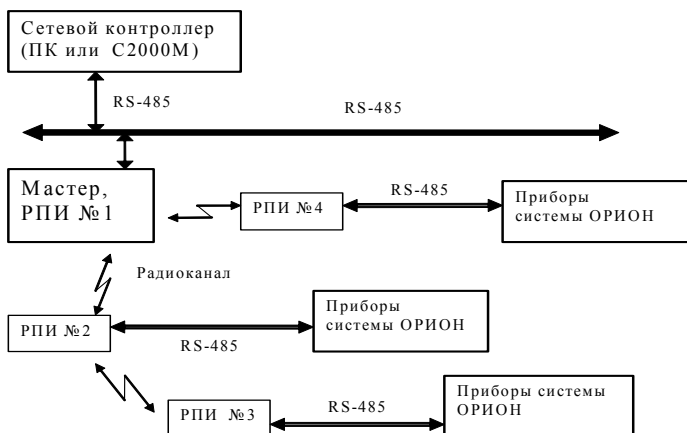 Сетевой контроллер
(ПК или С2000М)
RS-485
RS-485
Мастер,
РПИ №1
РПИ №4
RS-485
Приборы
системы ОРИОН
Радиоканал
РПИ №2
RS-485
Приборы
системы ОРИОН
РПИ №3
RS-485
Приборы системы
ОРИОН